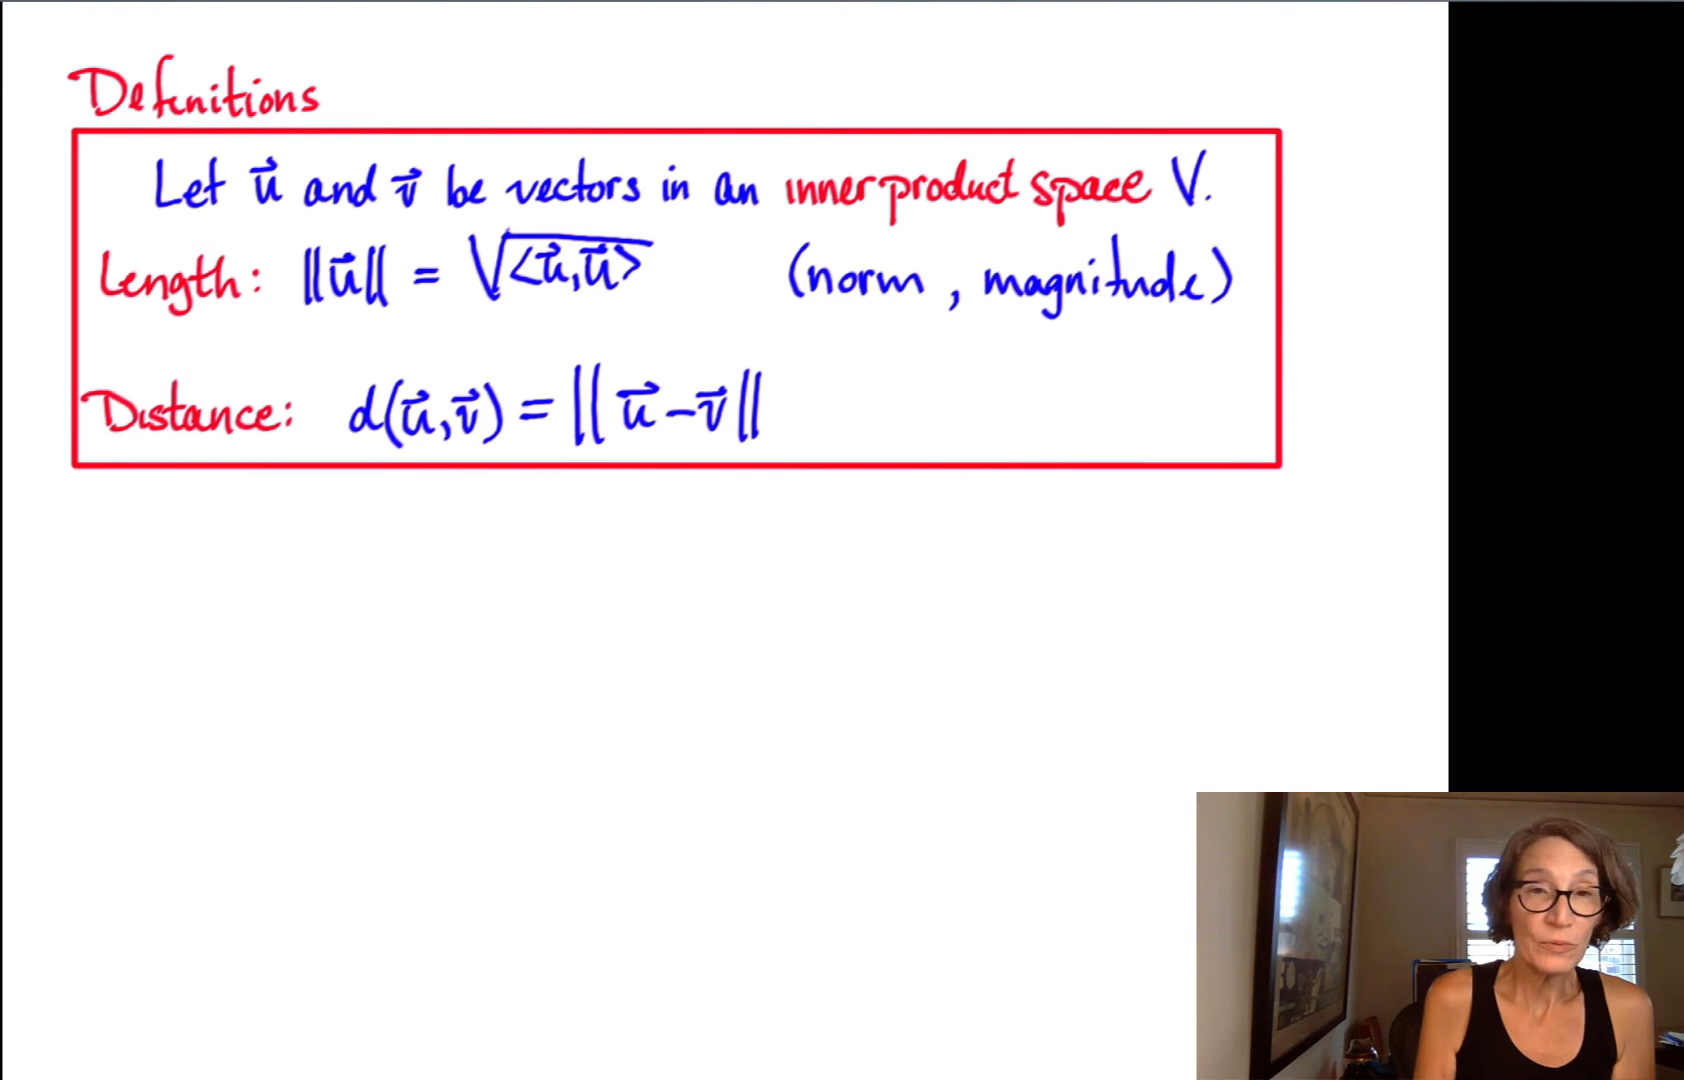 Definitions
Let u⃗ and v⃗ be vectors in an inner product space V.
Length: ||u⃗|| = √<u⃗,u⃗> (norm, magnitude)
Distance: d(u⃗,v⃗) = ||u⃗-v⃗||